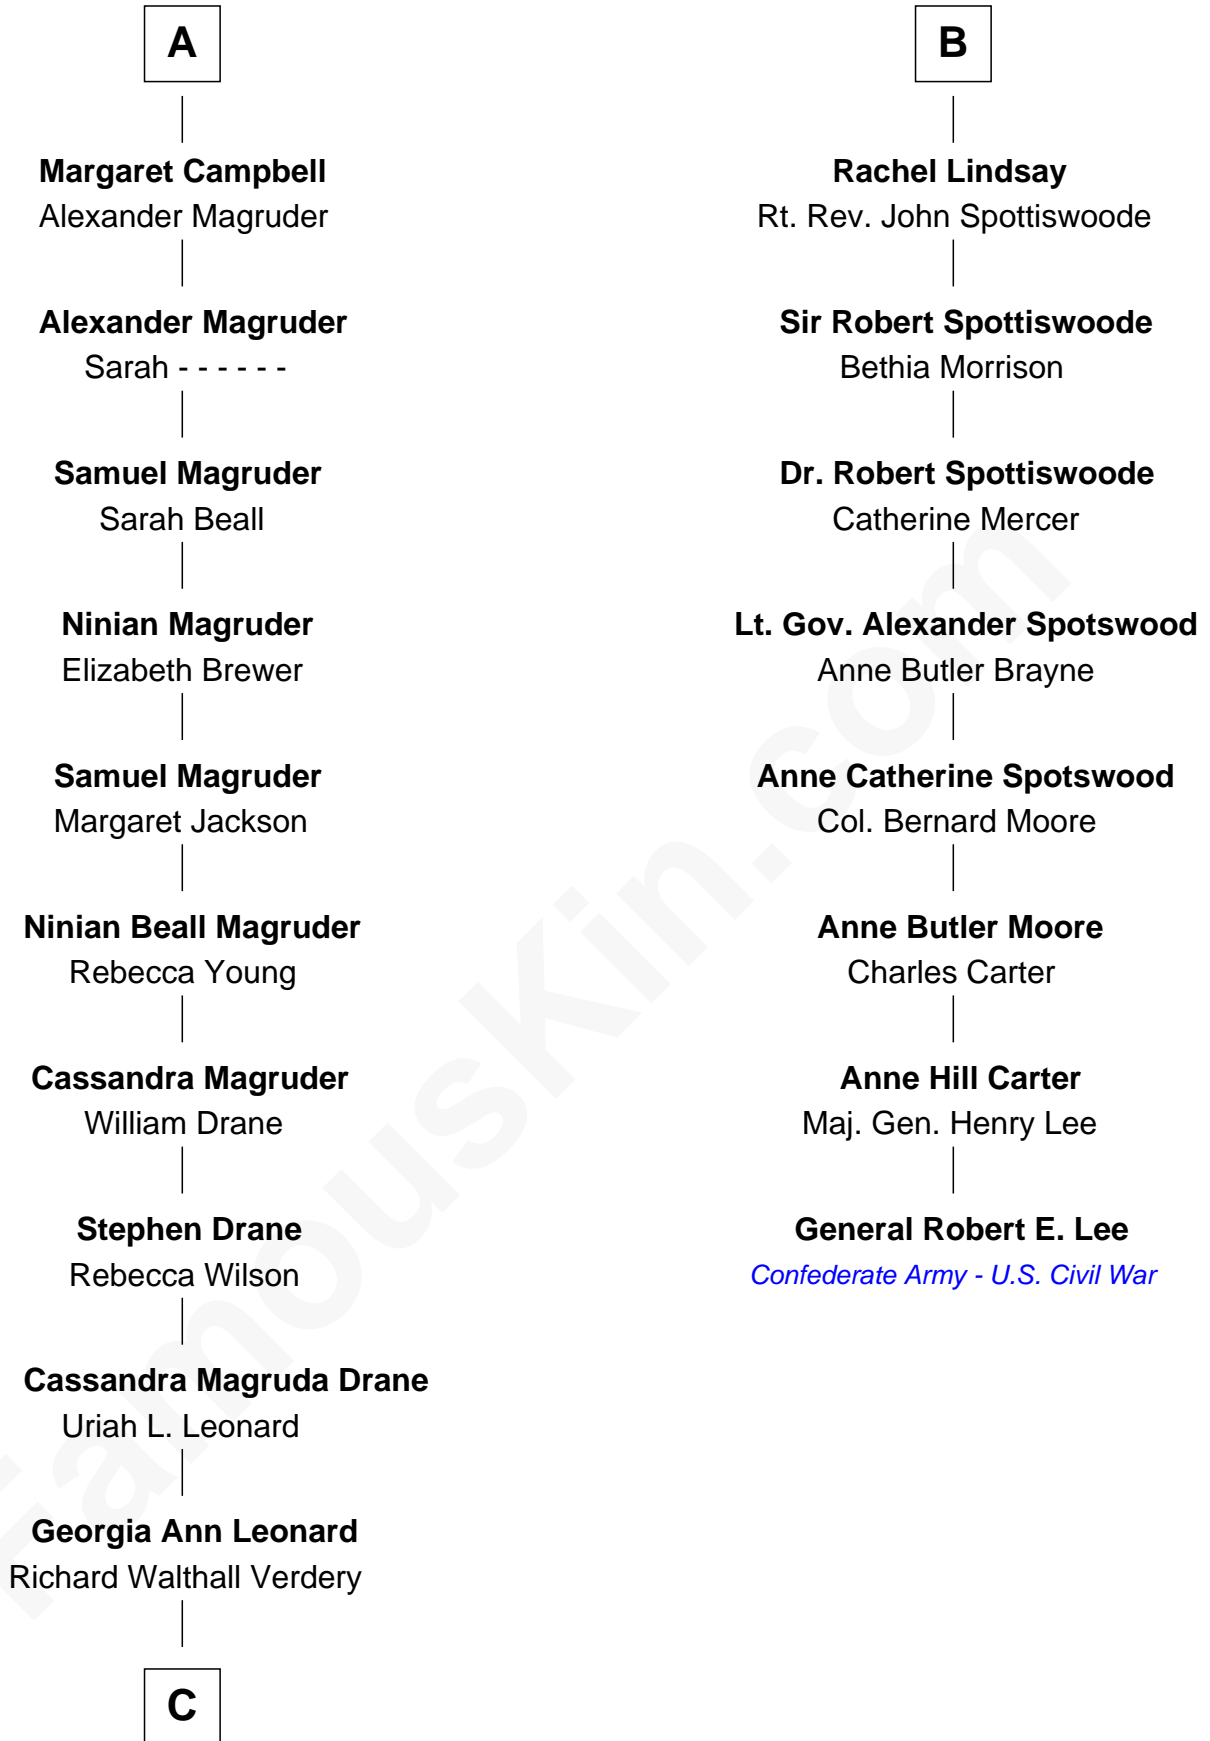 A
Margaret Campbell
Alexander Magruder
Alexander Magruder
Sarah - - - - - -
Samuel Magruder
Sarah Beall
Ninian Magruder
Elizabeth Brewer
Samuel Magruder
Margaret Jackson
Ninian Beall Magruder
Rebecca Young
Cassandra Magruder
William Drane
Stephen Drane
Rebecca Wilson
Cassandra Magruda Drane
Uriah L. Leonard
Georgia Ann Leonard
Richard Walthall Verdery
C
B
Rachel Lindsay
Rt. Rev. John Spottiswoode
Sir Robert Spottiswoode
Bethia Morrison
Dr. Robert Spottiswoode
Catherine Mercer
Lt. Gov. Alexander Spotswood
Anne Butler Brayne
Anne Catherine Spotswood
Col. Bernard Moore
Anne Butler Moore
Charles Carter
Anne Hill Carter
Maj. Gen. Henry Lee
General Robert E. Lee
Confederate Army - U.S. Civil War
FamousKin.com